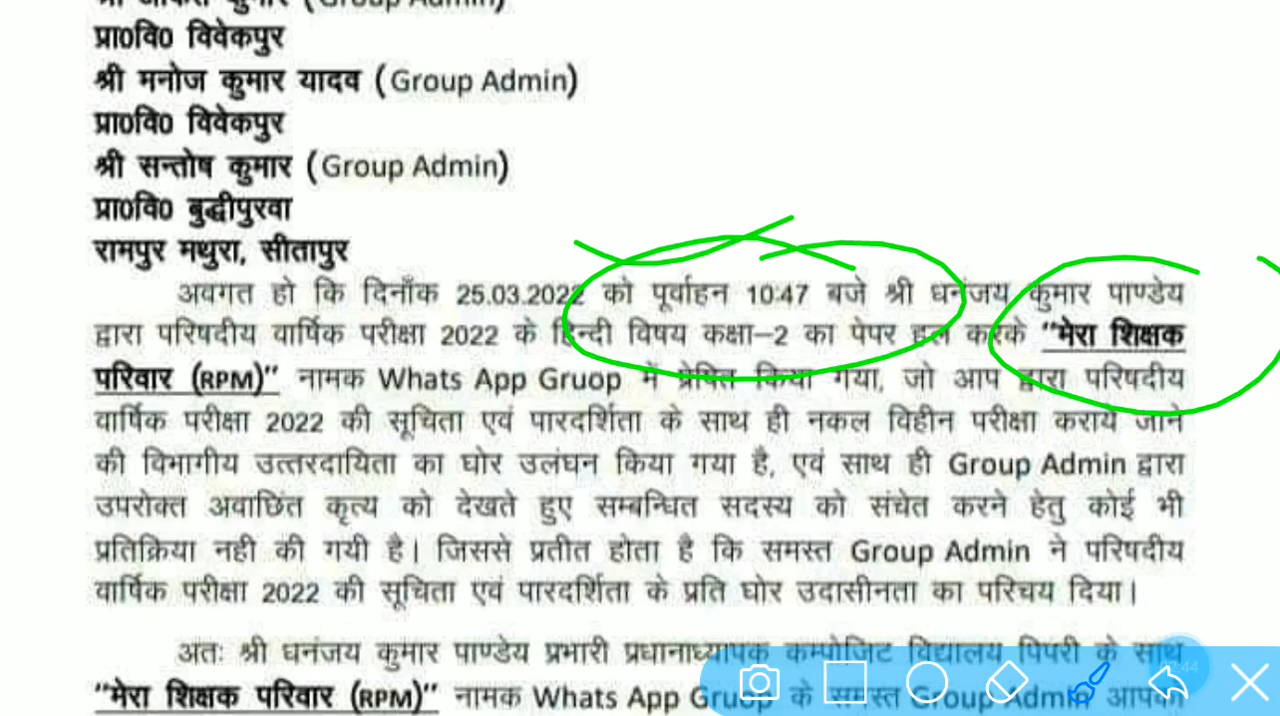 (Group Admin)
प्रा0वि0 विवेकपुर
श्री मनोज कुमार यादव (Group Admin)
प्रा0वि0 विवेकपुर
श्री सन्तोष कुमार (Group Admin)
प्रा0वि0 बुद्धीपुरवा
रामपुर मथुरा, सीतापुर
अवगत हो कि दिनाँक 25.03.2022 को पूर्वाहन 10:47 बजे श्री धनंजय कुमार पाण्डेय
द्वारा परिषदीय वार्षिक परीक्षा 2022 के हिन्दी विषय कक्षा–2 का पेपर हल करके "मेरा शिक्षक
परिवार (RPM)" नामक Whats App Gruop में प्रेषित किया गया, जो आप द्वारा परिषदीय
वार्षिक परीक्षा 2022 की सूचिता एवं पारदर्शिता के साथ ही नकल विहीन परीक्षा कराये जाने
की विभागीय उत्तरदायिता का घोर उलंघन किया गया है, एवं साथ ही Group Admin द्वारा
उपरोक्त अवाछिंत कृत्य को देखते हुए सम्बन्धित सदस्य को संचेत करने हेतु कोई भी
प्रतिक्रिया नही की गयी है। जिससे प्रतीत होता है कि समस्त Group Admin ने परिषदीय
वार्षिक परीक्षा 2022 की सूचिता एवं पारदर्शिता के प्रति घोर उदासीनता का परिचय दिया।
अतः श्री धनंजय कुमार पाण्डेय प्रभारी प्रधानाध्यापक कम्पोजिट विद्यालय पिपरी के साथ
"मेरा शिक्षक परिवार (RPM)" नामक Whats App Gruop के समस्त Group Admin आपका